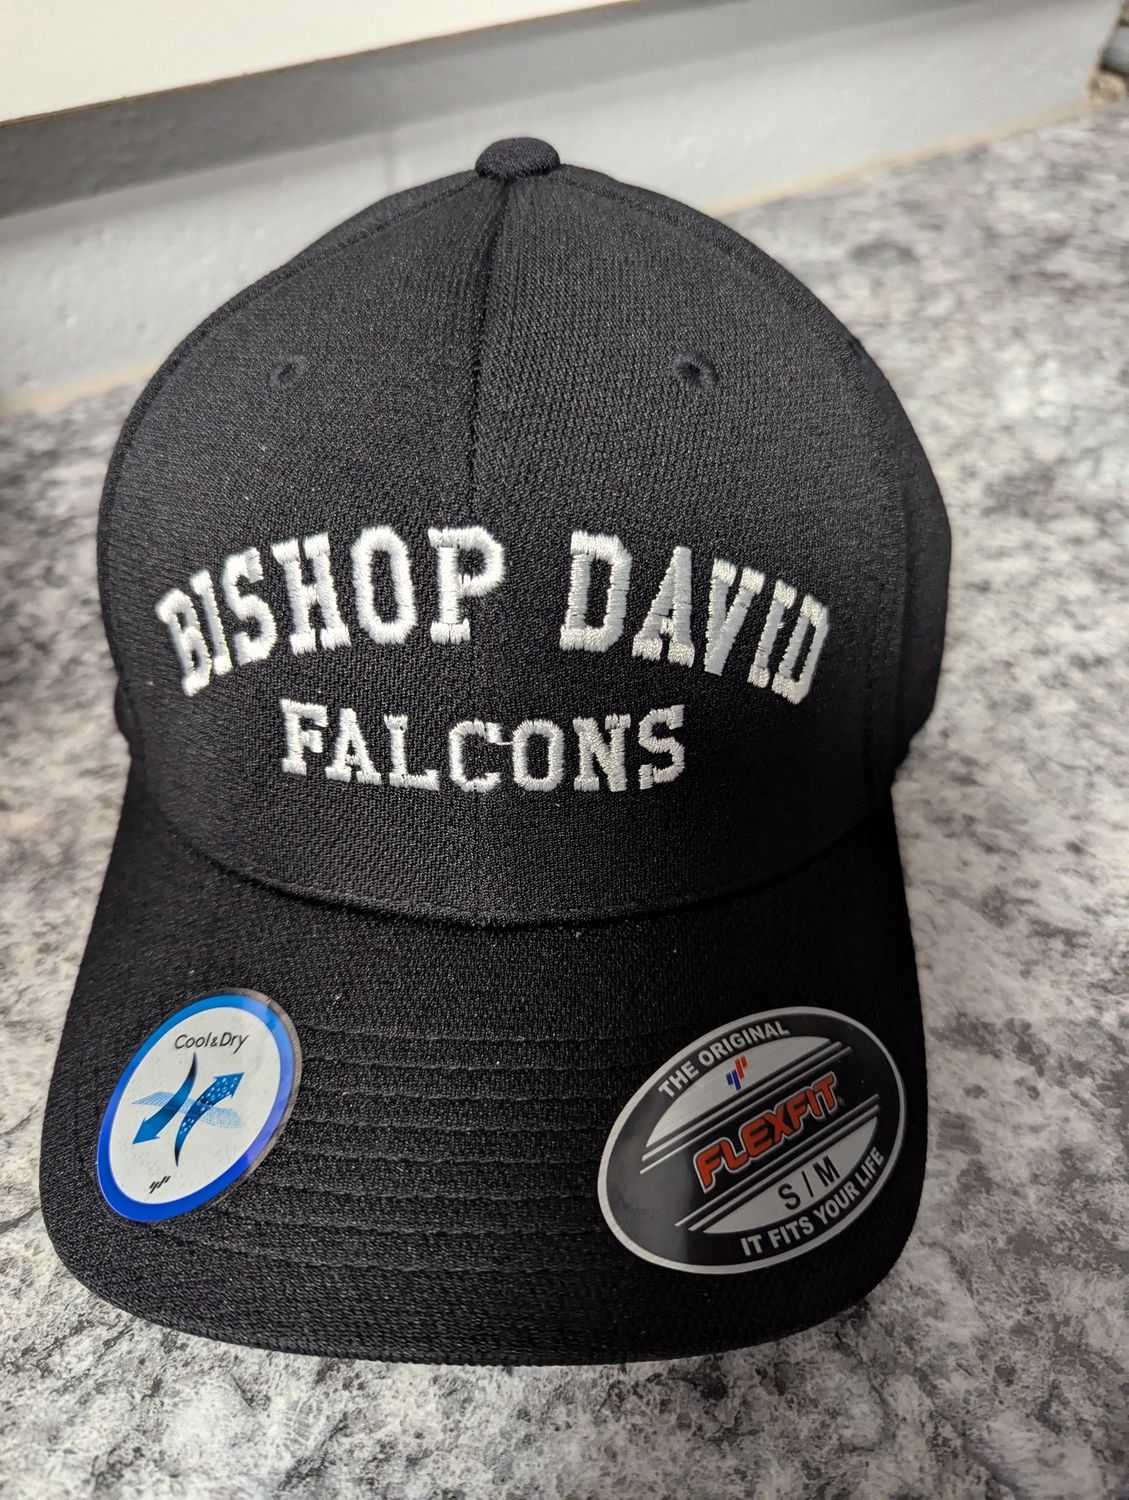 BISHOP DAVID
FALCONS
Cool&Dry
THE ORIGINAL
FLEXFIT
S / M
IT FITS YOUR LIFE